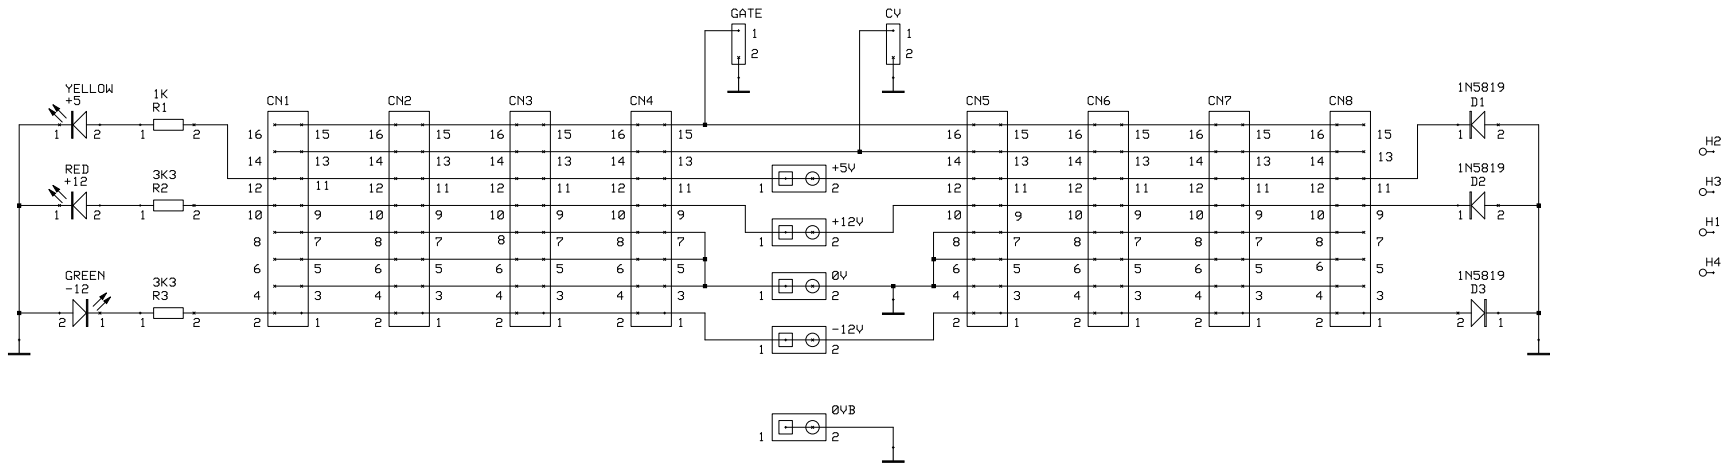 GATE CV
1 1
2 2
YELLOW 1K 1N5819
+5 R1 CN1 CN2 CN3 CN4 CN5 CN6 CN7 CN8 D1
1 2 1 2 16 15 16 15 16 15 16 15 16 15 16 15 16 15 16 15 1 2
H2
14 13 14 13 14 13 14 13 14 13 14 13 14 13 14 13
RED 3K3 +5V 1N5819
+12 R2 D2
12 11 12 11 12 11 12 11 1 2 12 11 12 11 12 11 12 11
H3
1 2 1 2 10 9 10 9 10 9 10 9 10 9 10 9 10 9 10 9 1 2
+12V
H1
8 7 8 7 8 7 8 7 1 2 8 7 8 7 8 7 8 7
H4
6 5 6 5 6 5 6 5 6 5 6 5 6 5 6 5
GREEN 3K3 0V 1N5819
-12 R3 D3
4 3 4 3 4 3 4 3 1 2 4 3 4 3 4 3 4 3
2 1 1 2 2 1 2 1 2 1 2 1 2 1 2 1 2 1 2 1 2 1
-12V
1 2
0VB
1 2